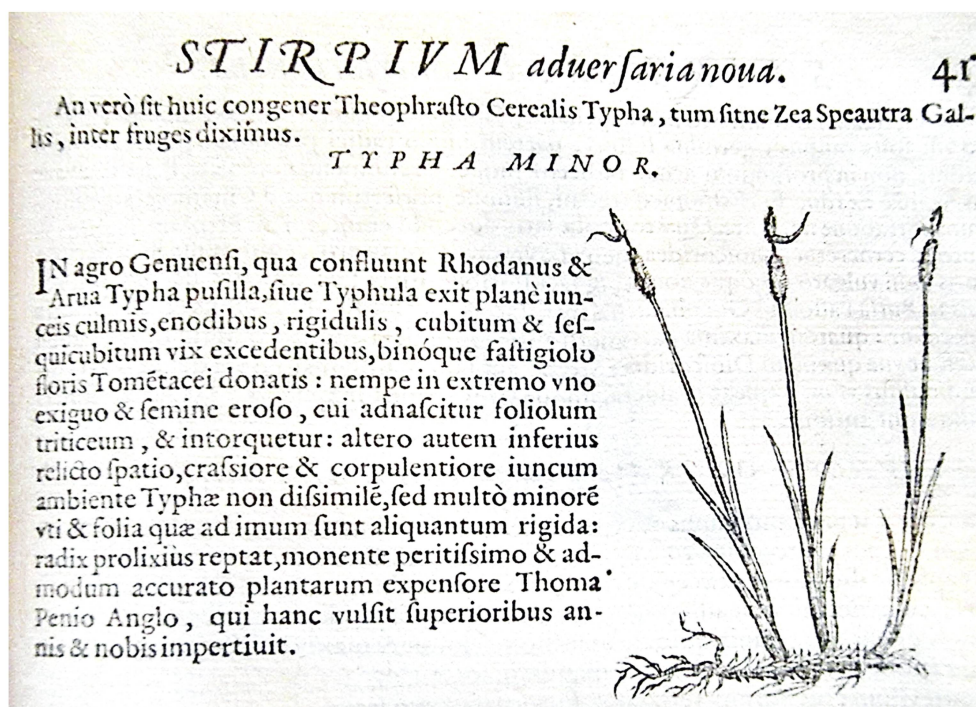 STIRPIVM aduerſaria noua. 41
An verò ſit huic congener Theophraſto Cerealis Typha, tum ſitne Zea Speautra Gal-
lis, inter fruges diximus.
TYPHA MINOR.
IN agro Genuenſi, qua confluunt Rhodanus &
Arua Typha puſilla, ſiue Typhula exit planè iun-
ceis culmis, enodibus, rigidulis, cubitum & ſeſ-
quicubitum vix excedentibus, binóque faſtigiolo
floris Tomētacei donatis: nempe in extremo vno
exiguo & ſemine eroſo, cui adnaſcitur foliolum
triticeum, & intorquetur: altero autem inferius
relicto ſpatio, craſsiore & corpulentiore iuncum
ambiente Typhæ non diſsimilē, ſed multò minorē
vti & folia quæ ad imum ſunt aliquantum rigida:
radix prolixiùs reptat, monente peritiſsimo & ad-
modum accurato plantarum expenſore Thoma
Penio Anglo, qui hanc vulſit ſuperioribus an-
nis & nobis impertiuit.